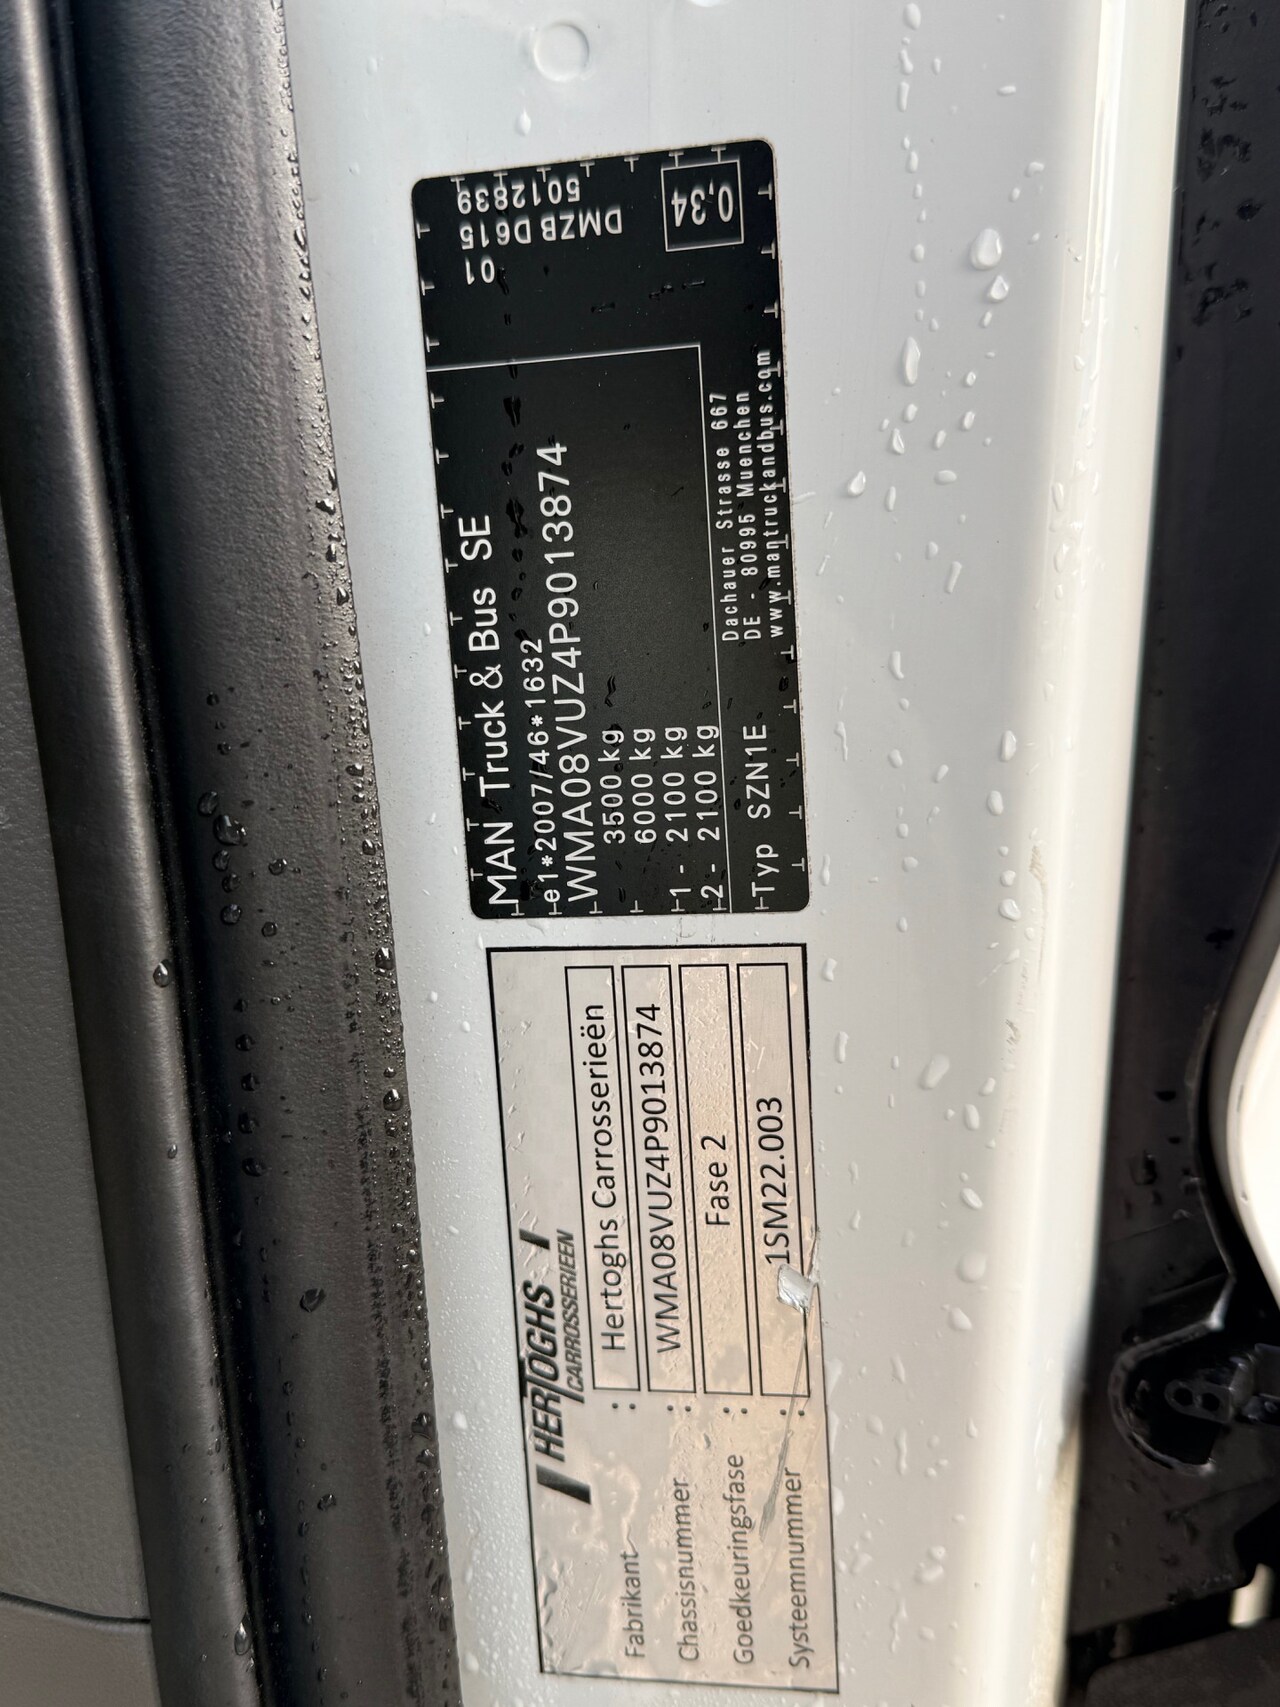 MAN Truck & Bus SE
e1*2007/46*1632
WMA08VUZ4P9013874
3500 kg
6000 kg
1 - 2100 kg
2 - 2100 kg
Typ SZN1E
Dachauer Strasse 667
DE - 80995 Muenchen
www.mantruckandbus.com
5012839
DMZB D615
01
0,34
HERTOGHS
CARROSSERIEEN
Fabrikant : Hertoghs Carrosserieën
Chassisnummer : WMA08VUZ4P9013874
Goedkeuringsfase : Fase 2
Systeemnummer : 1SM22.003